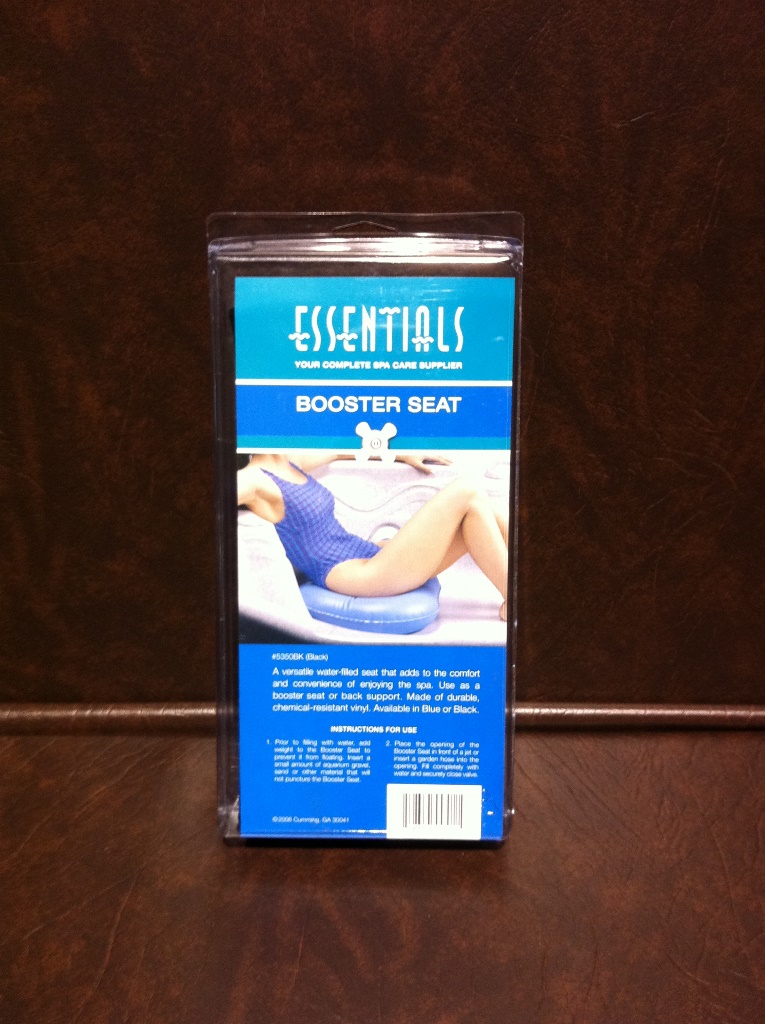 ESSENTIALS
YOUR COMPLETE SPA CARE SUPPLIER
BOOSTER SEAT
#5350BK (Black)
A versatile water-filled seat that adds to the comfort
and convenience of enjoying the spa. Use as a
booster seat or back support. Made of durable,
chemical-resistant vinyl. Available in Blue or Black.
INSTRUCTIONS FOR USE
1. Prior to filling with water, add
weight to the Booster Seat to
prevent it from floating. Insert a
small amount of aquarium gravel,
sand or other material that will
not puncture the Booster Seat.
2. Place the opening of the
Booster Seat in front of a jet or
insert a garden hose into the
opening. Fill completely with
water and securely close valve.
©2006 Cumming, GA 30041